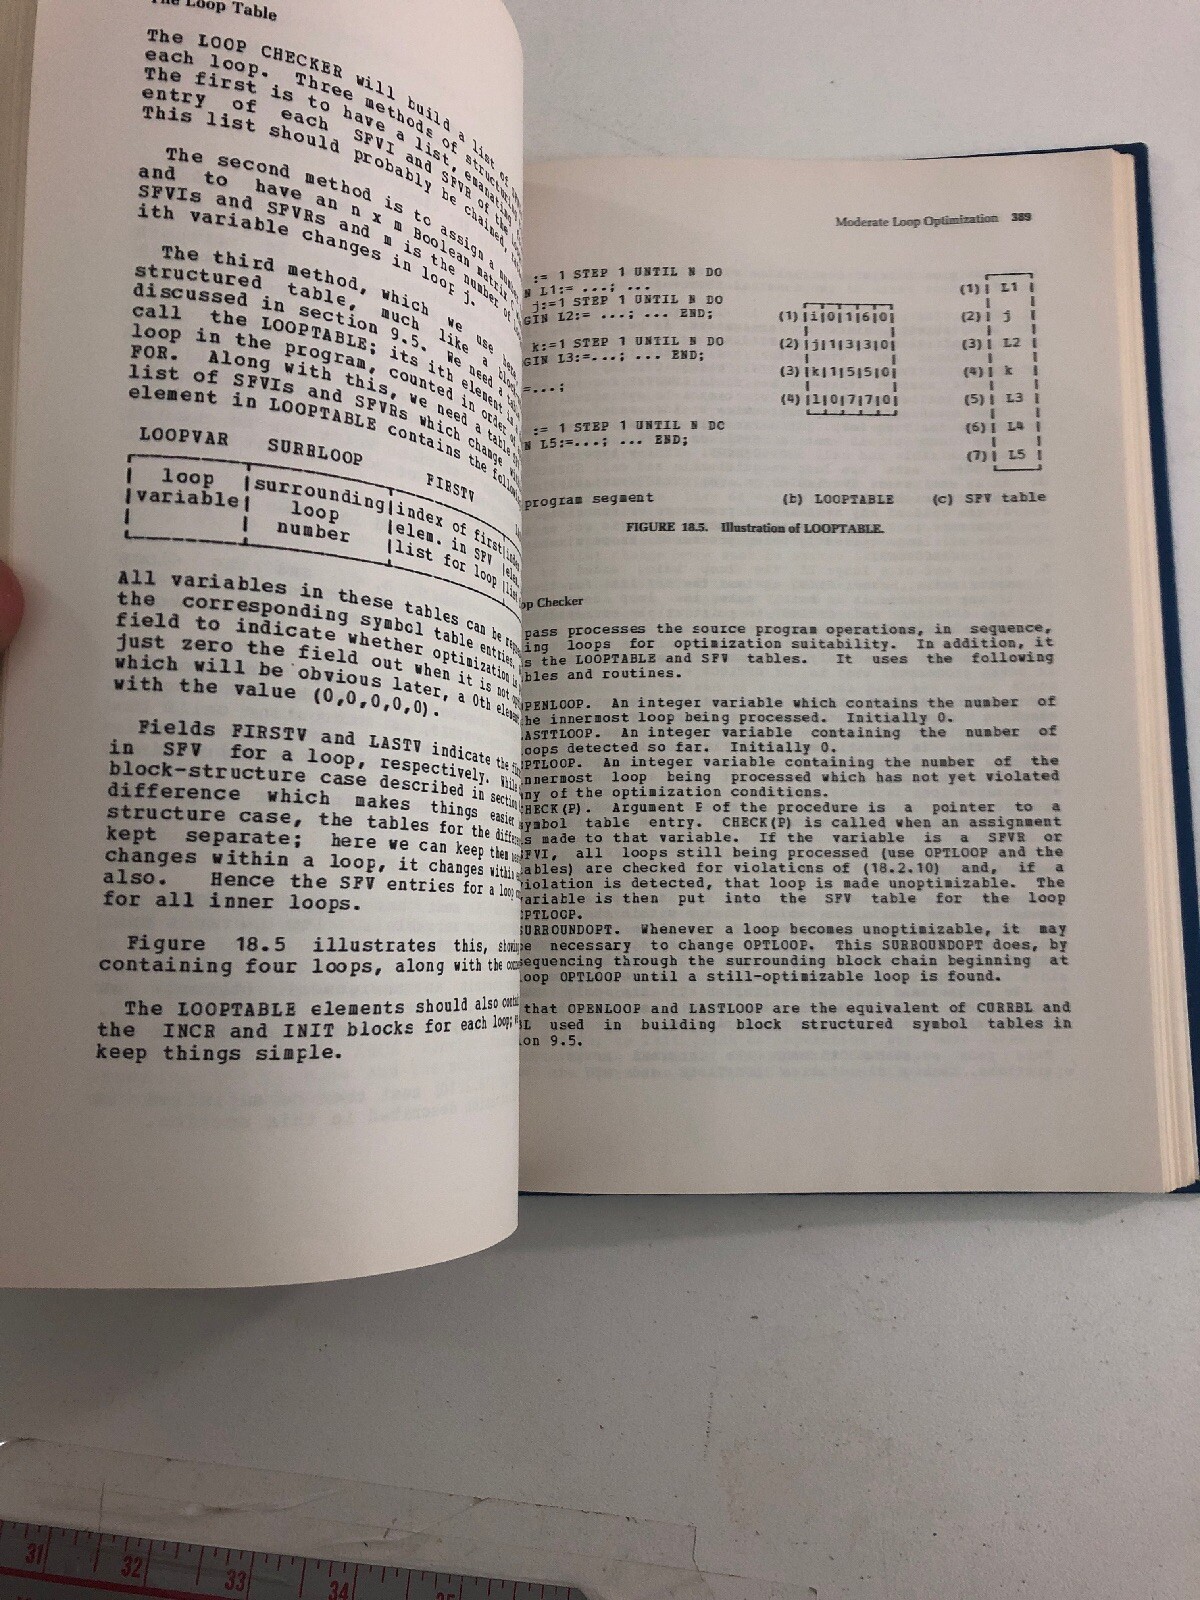 The Loop Table
The LOOP CHECKER will build a list of
each loop. Three methods of structuring
The first is to have a list, emanating
entry of each SFVI and SFVR of the
This list should probably be chained,
The second method is to assign a number
and to have an n x m Boolean matrix
SFVIs and SFVRs and m is the number of
ith variable changes in loop j.
The third method, which we use here
structured table, much like a block
discussed in section 9.5. We need a table
call the LOOPTABLE; its ith element is
loop in the program, counted in order of
FOR. Along with this, we need a table
list of SFVIs and SFVRs which change
element in LOOPTABLE contains the
LOOPVAR SURRLOOP FIRSTV
loop surrounding index of first
variable loop elem. in SFV
number list for loop
All variables in these tables can be
the corresponding symbol table entries.
field to indicate whether optimization is
just zero the field out when it is not
which will be obvious later, a 0th
with the value (0,0,0,0,0).
Fields FIRSTV and LASTV indicate the
in SFV for a loop, respectively. While
block-structure case described in section
difference which makes things easier
structure case, the tables for the
kept separate; here we can keep them
changes within a loop, it changes within
also. Hence the SFV entries for a loop
for all inner loops.
Figure 18.5 illustrates this,
containing four loops, along with the
The LOOPTABLE elements should also
the INCR and INIT blocks for each loop;
keep things simple.
Moderate Loop Optimization 389
:= 1 STEP 1 UNTIL N DO
N L1:= ...; ...
j:=1 STEP 1 UNTIL N DO
GIN L2:= ...; ... END;
k:=1 STEP 1 UNTIL N DO
GIN L3:=...; ... END;
=...;
:= 1 STEP 1 UNTIL N DO
N L5:=...; ... END;
(1) |i|0|1|6|0|
(2) |j|1|3|3|0|
(3) |k|1|5|5|0|
(4) |l|0|7|7|0|
(1)| L1 |
(2)| j |
(3)| L2 |
(4)| k |
(5)| L3 |
(6)| L4 |
(7)| L5 |
program segment (b) LOOPTABLE (c) SFV table
FIGURE 18.5. Illustration of LOOPTABLE.
op Checker
pass processes the source program operations, in sequence,
ing loops for optimization suitability. In addition, it
s the LOOPTABLE and SFV tables. It uses the following
bles and routines.
PENLOOP. An integer variable which contains the number of
he innermost loop being processed. Initially 0.
ASTLOOP. An integer variable containing the number of
oops detected so far. Initially 0.
PTLOOP. An integer variable containing the number of the
nnermost loop being processed which has not yet violated
ny of the optimization conditions.
HECK(P). Argument P of the procedure is a pointer to a
ymbol table entry. CHECK(P) is called when an assignment
s made to that variable. If the variable is a SFVR or
FVI, all loops still being processed (use OPTLOOP and the
ables) are checked for violations of (18.2.10) and, if a
iolation is detected, that loop is made unoptimizable. The
ariable is then put into the SFV table for the loop
PTLOOP.
SURROUNDOPT. Whenever a loop becomes unoptimizable, it may
e necessary to change OPTLOOP. This SURROUNDOPT does, by
equencing through the surrounding block chain beginning at
oop OPTLOOP until a still-optimizable loop is found.
that OPENLOOP and LASTLOOP are the equivalent of CURRBL and
L used in building block structured symbol tables in
on 9.5.
31 32 33 34 35